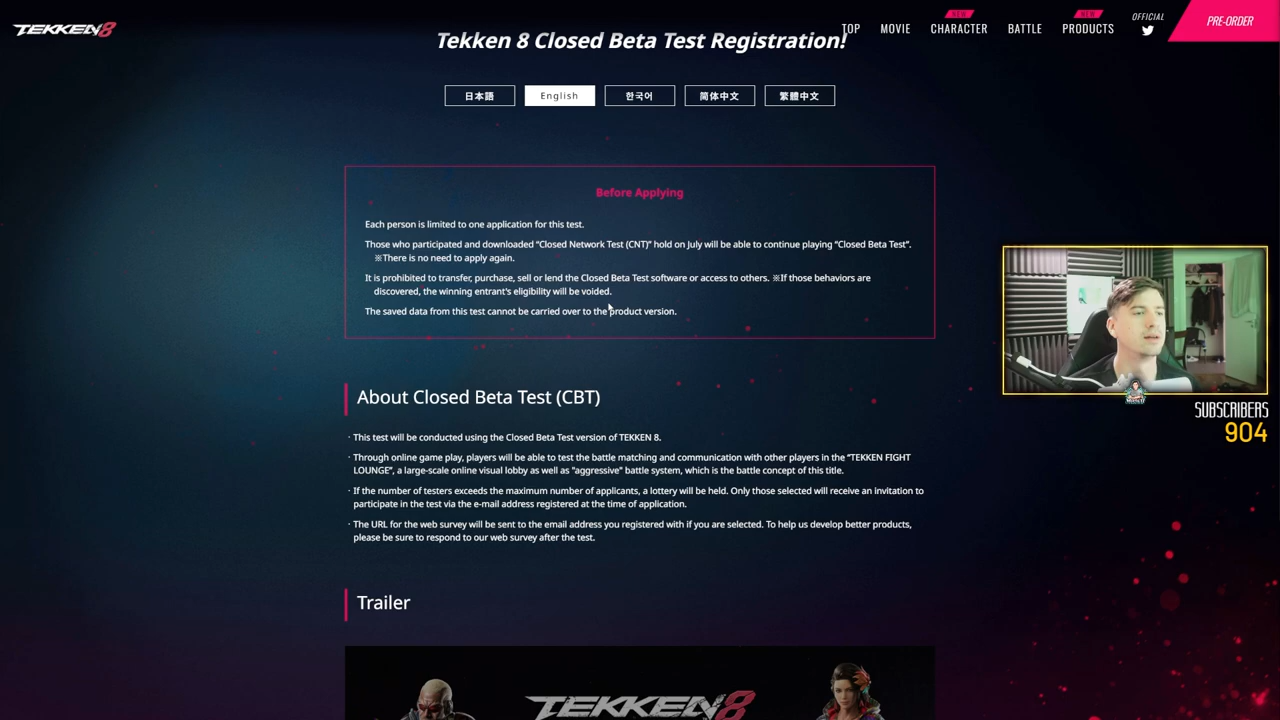 TEKKEN 8
TOP
MOVIE
NEW
CHARACTER
BATTLE
NEW
PRODUCTS
OFFICIAL
PRE-ORDER
Tekken 8 Closed Beta Test Registration!
日本語
English
한국어
简体中文
繁體中文
Before Applying
Each person is limited to one application for this test.
Those who participated and downloaded “Closed Network Test (CNT)” hold on July will be able to continue playing “Closed Beta Test”.
※There is no need to apply again.
It is prohibited to transfer, purchase, sell or lend the Closed Beta Test software or access to others. ※If those behaviors are
discovered, the winning entrant's eligibility will be voided.
The saved data from this test cannot be carried over to the product version.
About Closed Beta Test (CBT)
· This test will be conducted using the Closed Beta Test version of TEKKEN 8.
· Through online game play, players will be able to test the battle matching and communication with other players in the “TEKKEN FIGHT
LOUNGE”, a large-scale online visual lobby as well as "aggressive" battle system, which is the battle concept of this title.
· If the number of testers exceeds the maximum number of applicants, a lottery will be held. Only those selected will receive an invitation to
participate in the test via the e-mail address registered at the time of application.
· The URL for the web survey will be sent to the email address you registered with if you are selected. To help us develop better products,
please be sure to respond to our web survey after the test.
SUBSCRIBERS
904
Trailer
TEKKEN 8